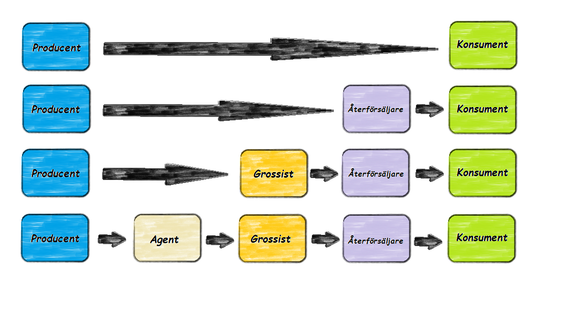 Producent Konsument
Producent Återförsäljare Konsument
Producent Grossist Återförsäljare Konsument
Producent Agent Grossist Återförsäljare Konsument